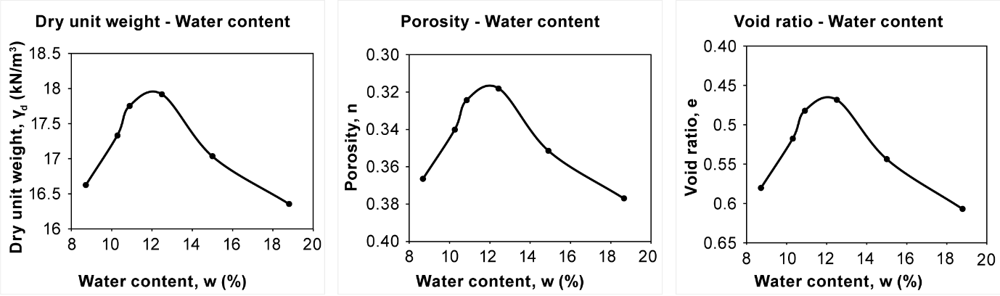 Dry unit weight - Water content
Dry unit weight, γd (kN/m³)
18.5
18
17.5
17
16.5
16
8 10 12 14 16 18 20
Water content, w (%)
Porosity - Water content
Porosity, n
0.30
0.32
0.34
0.36
0.38
0.40
8 10 12 14 16 18 20
Water content, w (%)
Void ratio - Water content
Void ratio, e
0.40
0.45
0.5
0.55
0.6
0.65
8 10 12 14 16 18 20
Water content, w (%)